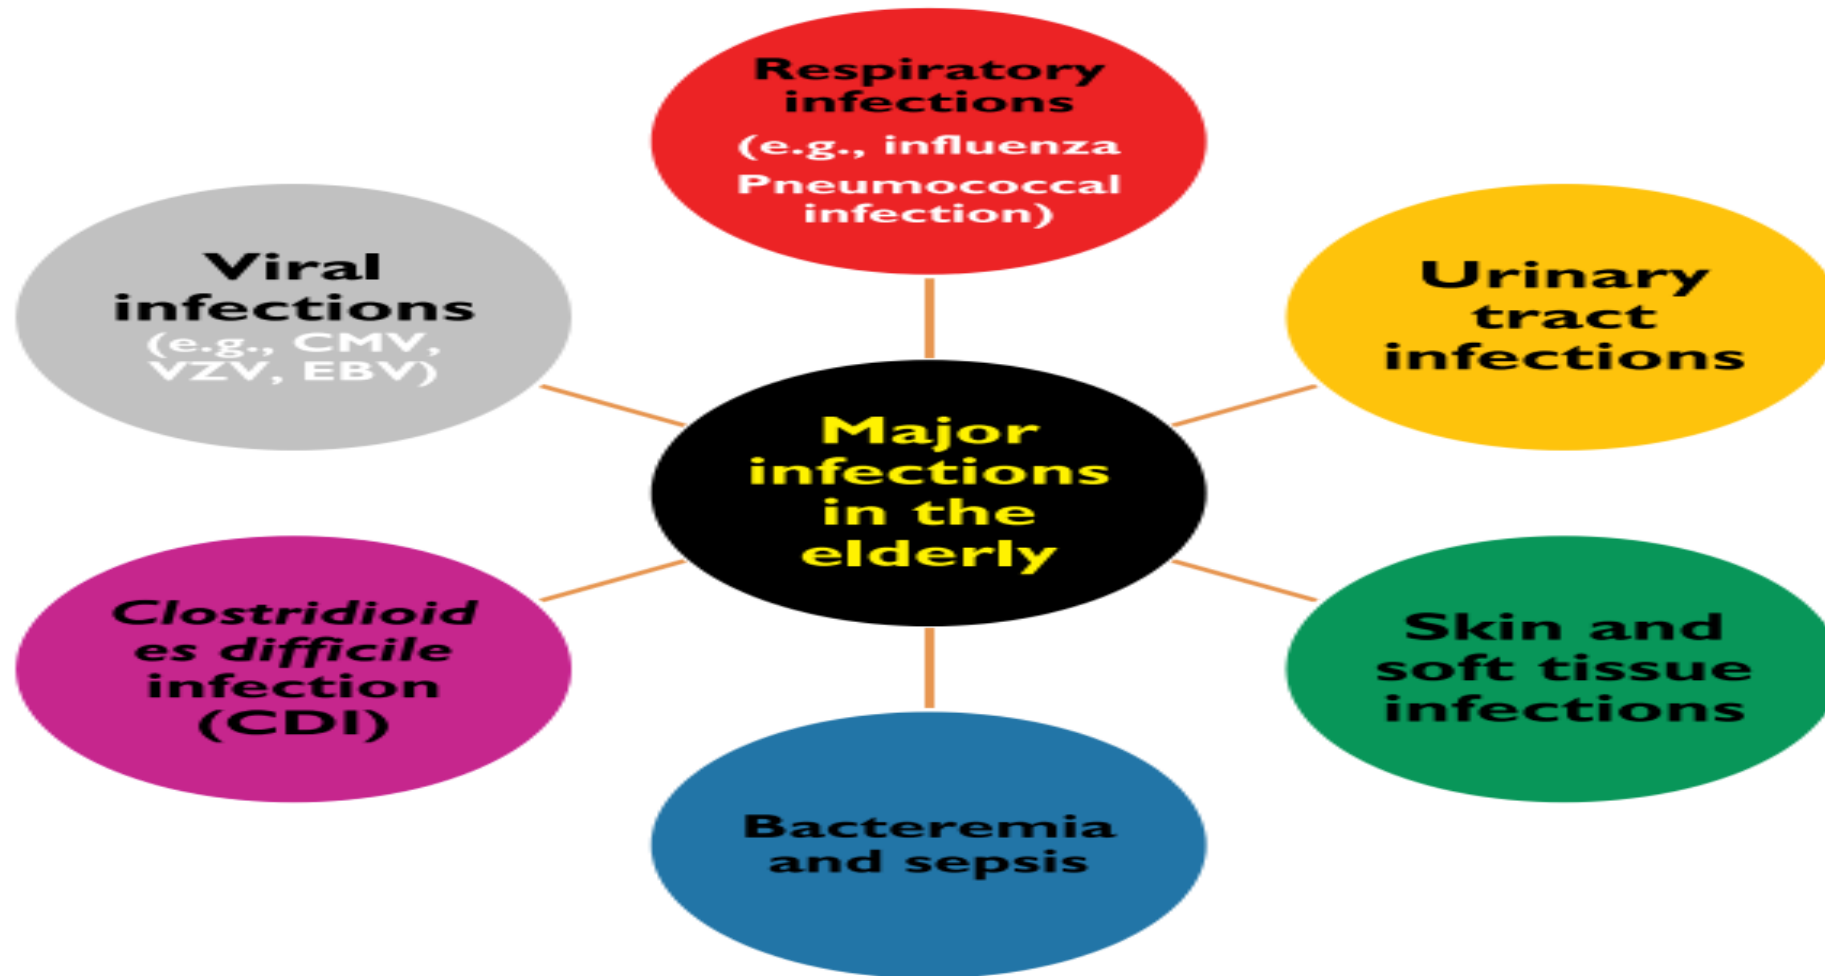 Respiratory
infections
(e.g., influenza
Pneumococcal
infection)
Viral
infections
(e.g., CMV,
VZV, EBV)
Urinary
tract
infections
Major
infections
in the
elderly
Clostridioid
es difficile
infection
(CDI)
Skin and
soft tissue
infections
Bacteremia
and sepsis